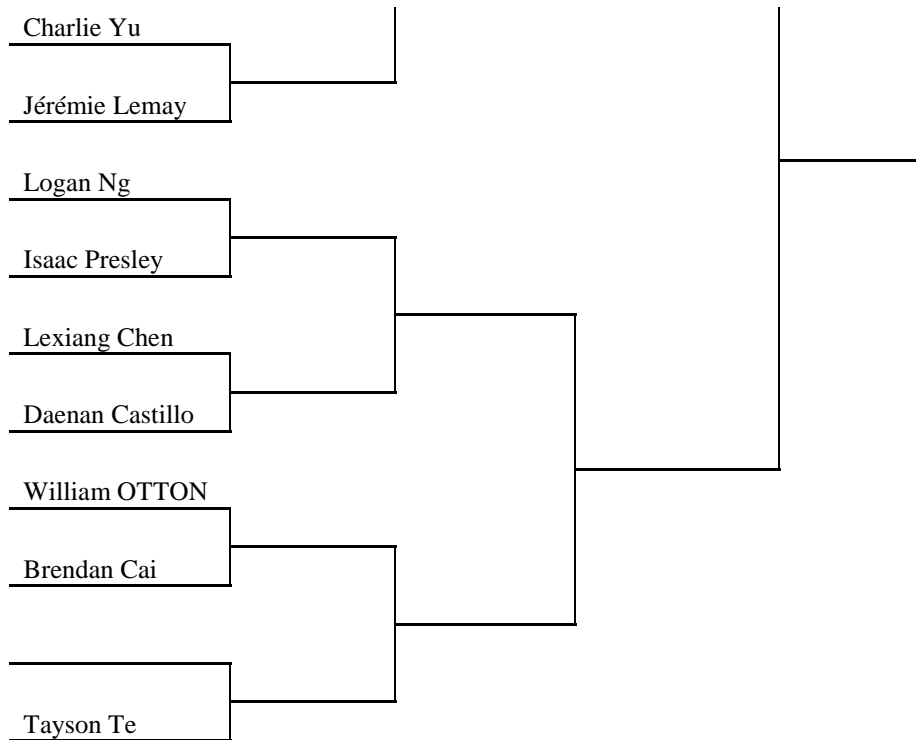 Charlie Yu
Jérémie Lemay
Logan Ng
Isaac Presley
Lexiang Chen
Daenan Castillo
William OTTON
Brendan Cai
Tayson Te